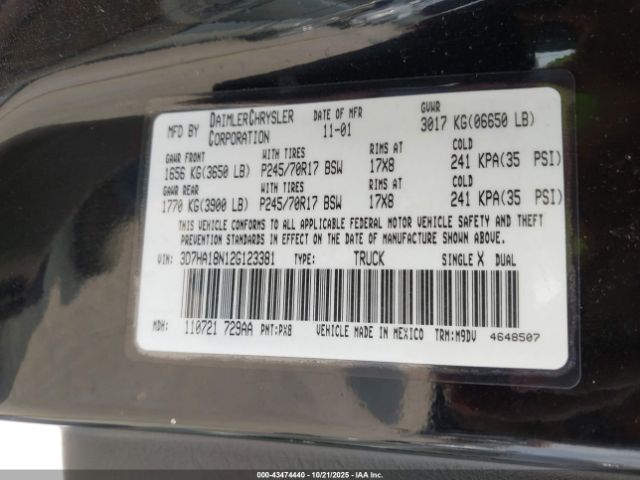 MFD BY DAIMLERCHRYSLER CORPORATION DATE OF MFR 11-01 GVWR 3017 KG(06650 LB)
GAWR FRONT WITH TIRES RIMS AT COLD
1656 KG(3650 LB) P245/70R17 BSW 17X8 241 KPA(35 PSI)
GAWR REAR WITH TIRES RIMS AT COLD
1770 KG(3900 LB) P245/70R17 BSW 17X8 241 KPA(35 PSI)
THIS VEHICLE CONFORMS TO ALL APPLICABLE FEDERAL MOTOR VEHICLE SAFETY AND THEFT
PREVENTION STANDARDS IN EFFECT ON THE DATE OF MANUFACTURE SHOWN ABOVE.
VIN: 3D7HA18N12G123381 TYPE: TRUCK SINGLE X DUAL
MDH: 110721 729AA PNT:PX8 VEHICLE MADE IN MEXICO TRM:M9DV 4648507
000-43474440 - 10/21/2025 - IAA, Inc.